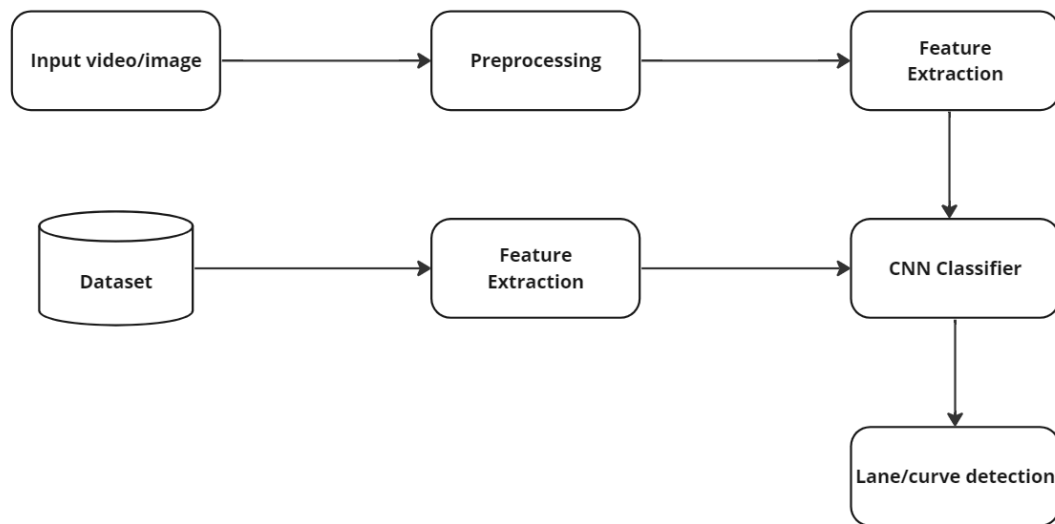 Input video/image
Preprocessing
Feature
Extraction
Dataset
Feature
Extraction
CNN Classifier
Lane/curve detection